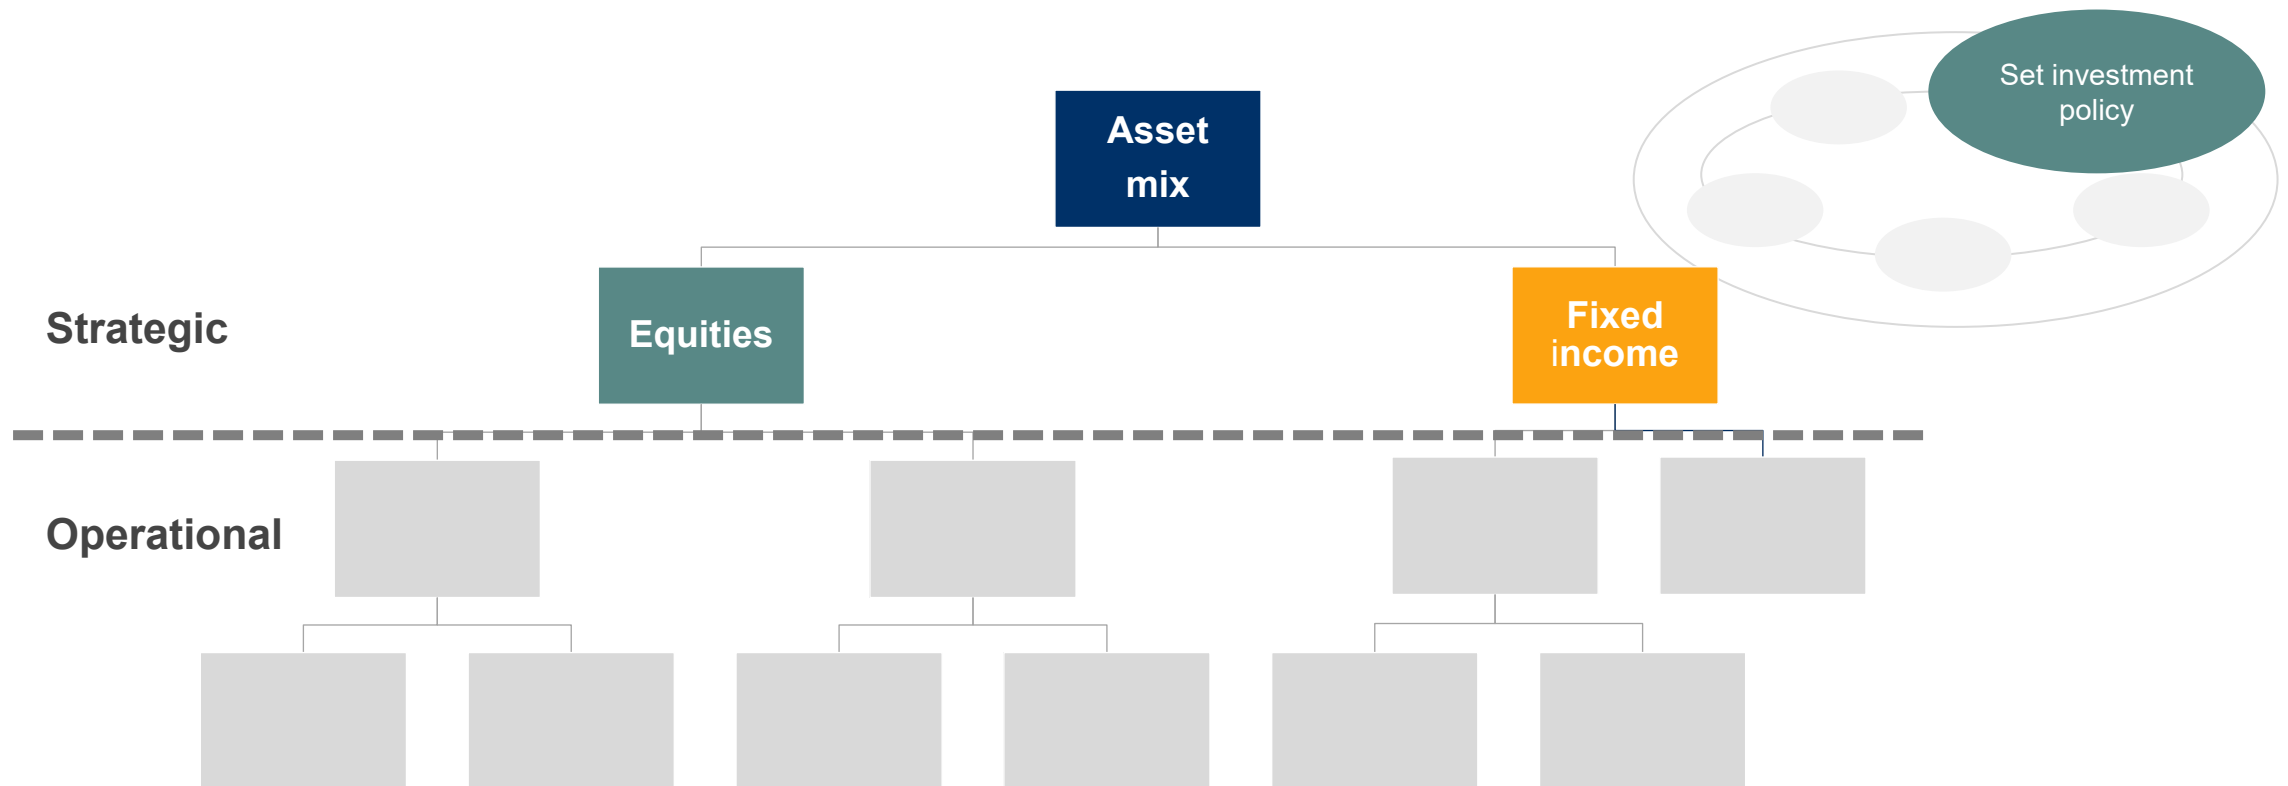 Set investment
policy
Asset
mix
Strategic
Equities
Fixed
income
Operational